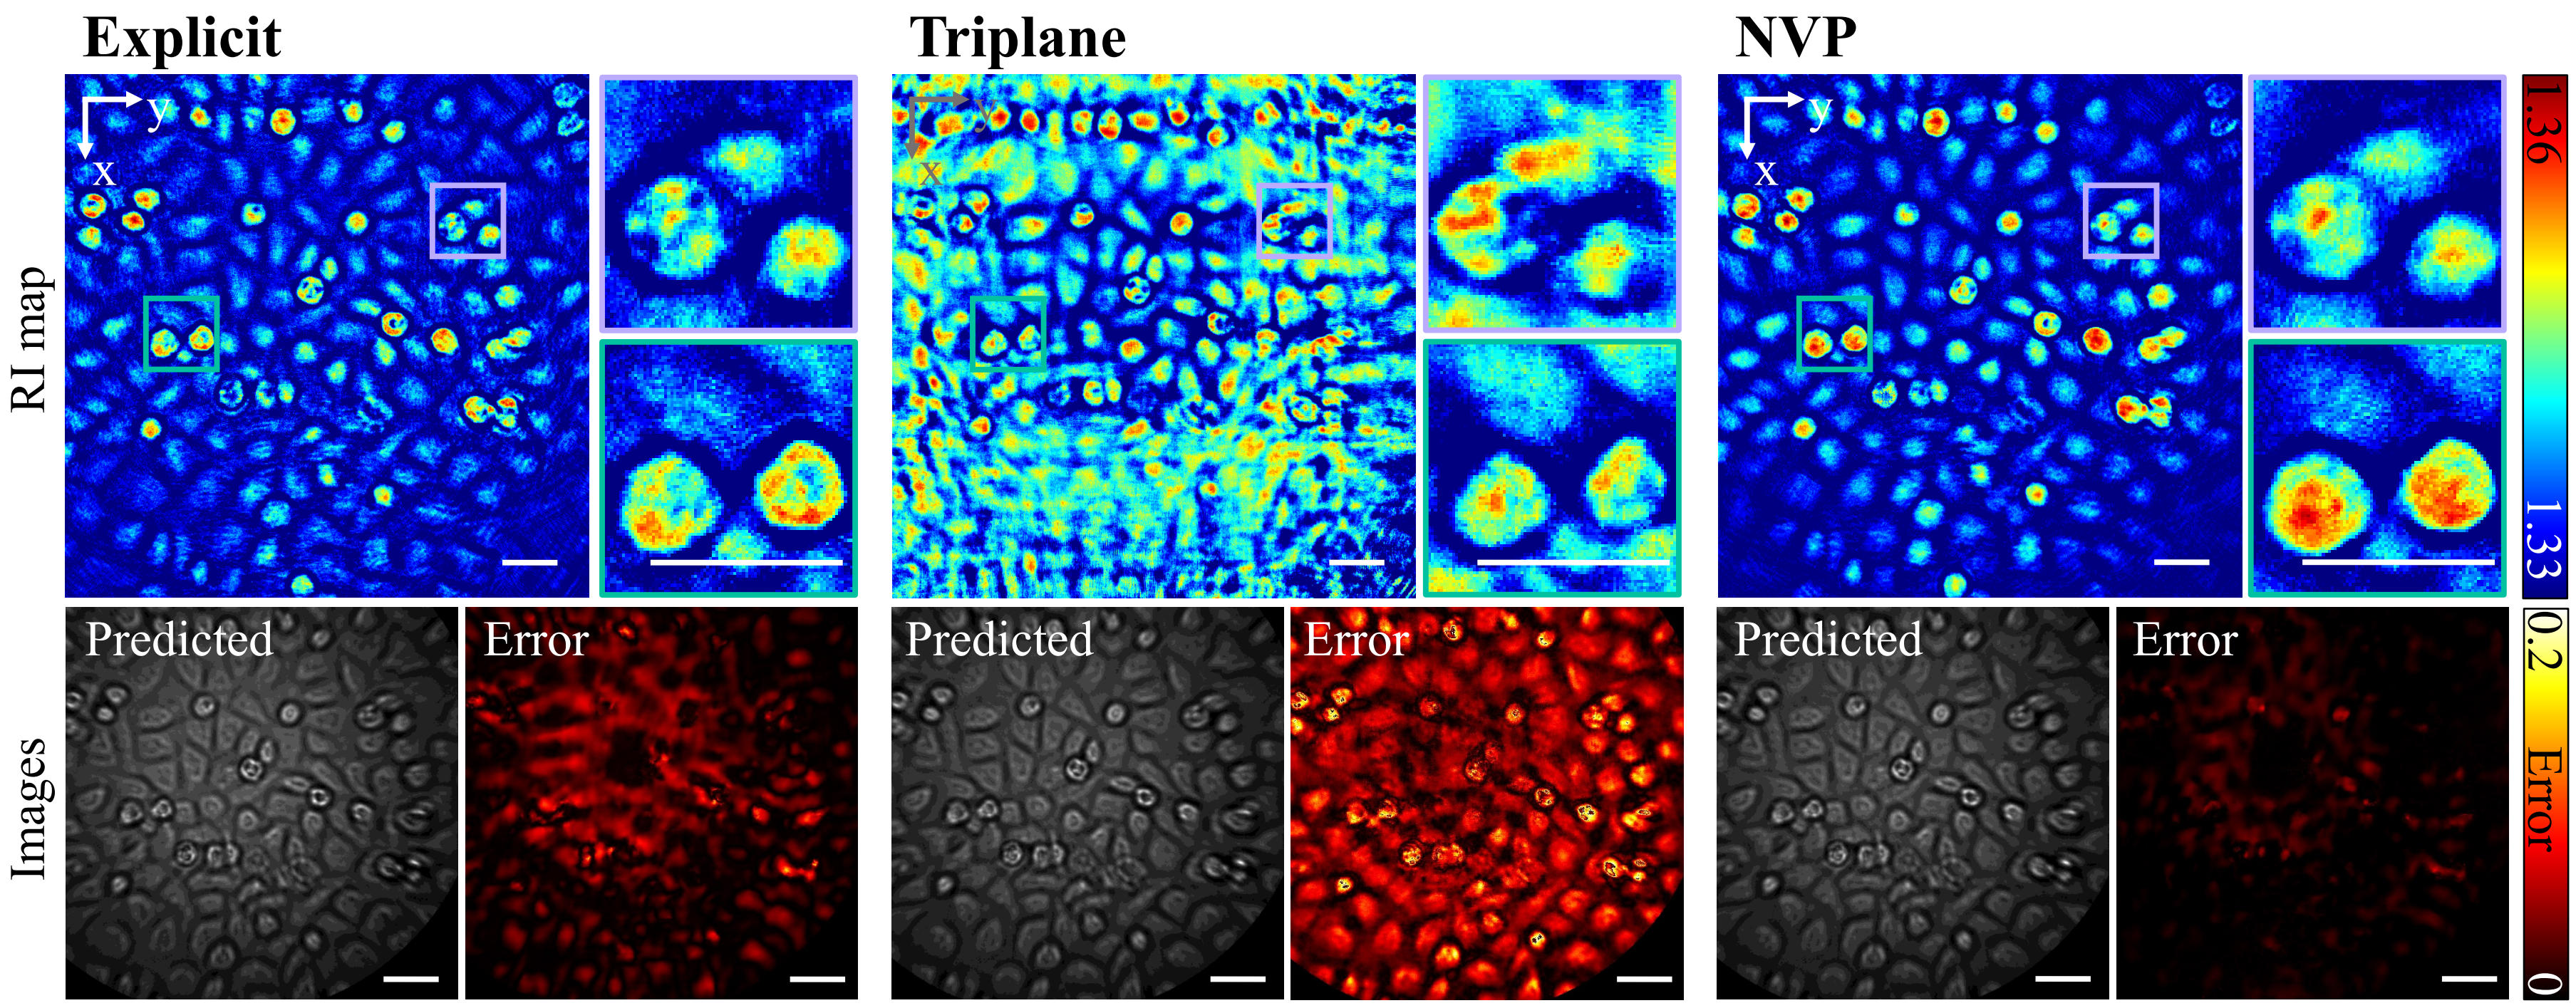 Explicit
Triplane
NVP
RI map
y
x
y
x
y
x
1.36
1.33
Images
Predicted
Error
Predicted
Error
Predicted
Error
0.2
Error
0